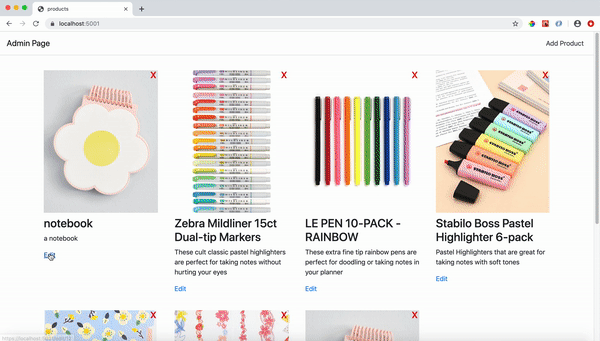 products
localhost:5001
Admin Page
Add Product
X
X
X
X
STABILO BOSS
notebook
a notebook
Edit
Zebra Mildliner 15ct
Dual-tip Markers
These cult classic pastel highlighters
are perfect for taking notes without
hurting your eyes
Edit
LE PEN 10-PACK -
RAINBOW
These extra fine tip rainbow pens are
perfect for doodling or taking notes in
your planner
Edit
Stabilo Boss Pastel
Highlighter 6-pack
Pastel Highlighters that are great for
taking notes with soft tones
Edit
X
X
X